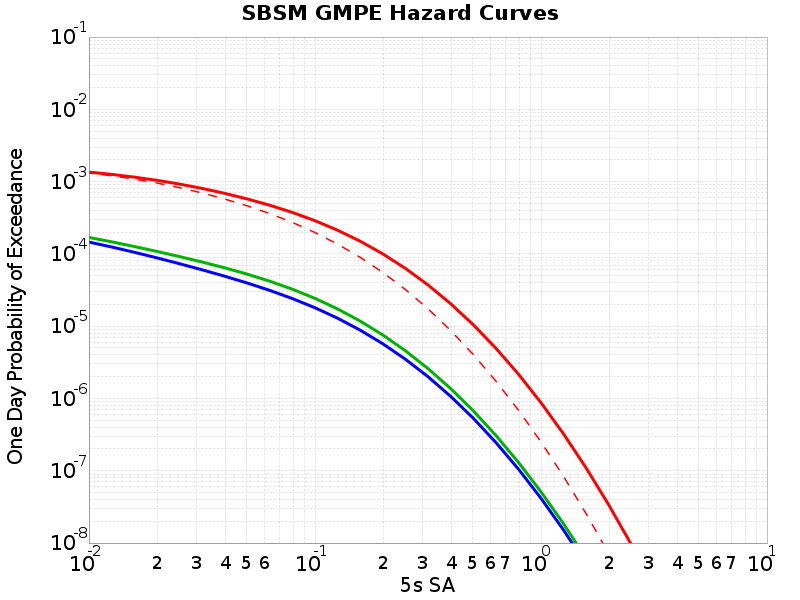 SBSM GMPE Hazard Curves
10^-1
10^-2
10^-3
10^-4
10^-5
10^-6
10^-7
10^-8
One Day Probability of Exceedance
10^-2 2 3 4 5 6 10^-1 2 3 4 5 6 7 10^0 2 3 4 5 6 7 10^1
5s SA